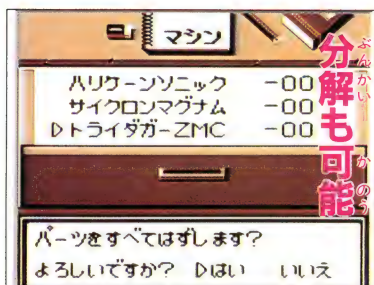 マシン
ハリケーンソニック -00
サイクロンマグナム -00
▷トライダガーZMC -00
分解も可能
ぶんかい
かのう
パーツをすべてはずします?
よろしいですか? ▷はい いいえ